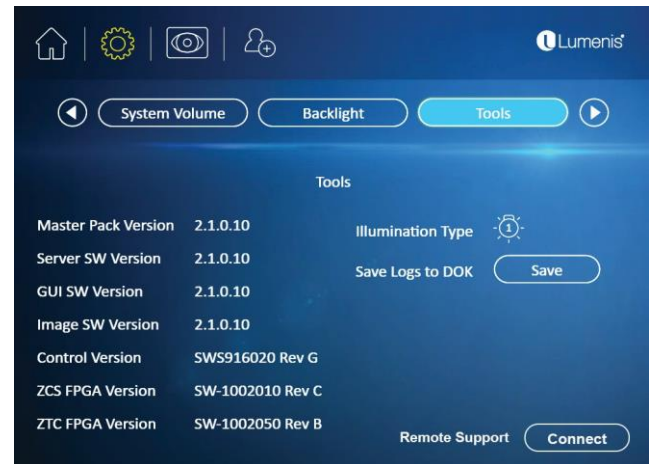 Lumenis
System Volume
Backlight
Tools
Tools
Master Pack Version 2.1.0.10
Server SW Version 2.1.0.10
GUI SW Version 2.1.0.10
Image SW Version 2.1.0.10
Control Version SWS916020 Rev G
ZCS FPGA Version SW-1002010 Rev C
ZTC FPGA Version SW-1002050 Rev B
Illumination Type 1
Save Logs to DOK Save
Remote Support Connect